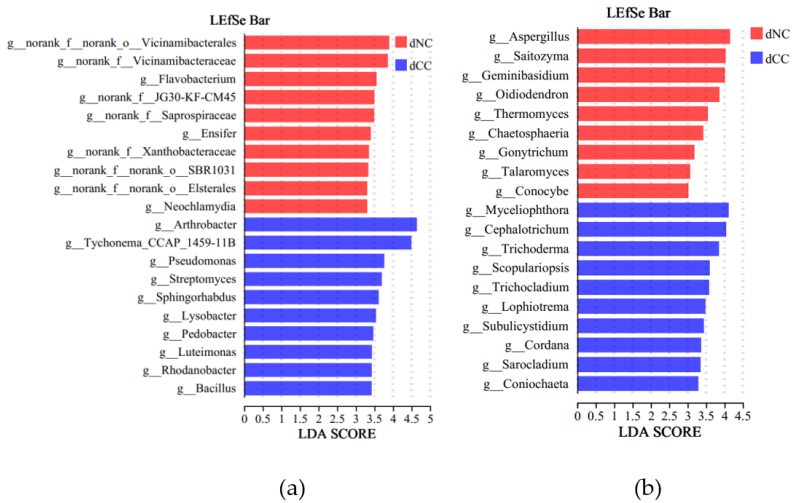 LEfSe Bar
g__norank_f__norank_o__Vicinamibacterales
g__norank_f__Vicinamibacteraceae
g__Flavobacterium
g__norank_f__JG30-KF-CM45
g__norank_f__Saprospiraceae
g__Ensifer
g__norank_f__Xanthobacteraceae
g__norank_f__norank_o__SBR1031
g__norank_f__norank_o__Elsterales
g__Neochlamydia
g__Arthrobacter
g__Tychonema_CCAP_1459-11B
g__Pseudomonas
g__Streptomyces
g__Sphingorhabdus
g__Lysobacter
g__Pedobacter
g__Luteimonas
g__Rhodanobacter
g__Bacillus
dNC
dCC
0 0.5 1 1.5 2 2.5 3 3.5 4 4.5 5
LDA SCORE
(a)
LEfSe Bar
g__Aspergillus
g__Saitozyma
g__Geminibasidium
g__Oidiodendron
g__Thermomyces
g__Chaetosphaeria
g__Gonytrichum
g__Talaromyces
g__Conocybe
g__Myceliophthora
g__Cephalotrichum
g__Trichoderma
g__Scopulariopsis
g__Trichocladium
g__Lophiotrema
g__Subulicystidium
g__Cordana
g__Sarocladium
g__Coniochaeta
dNC
dCC
0 0.5 1 1.5 2 2.5 3 3.5 4 4.5
LDA SCORE
(b)